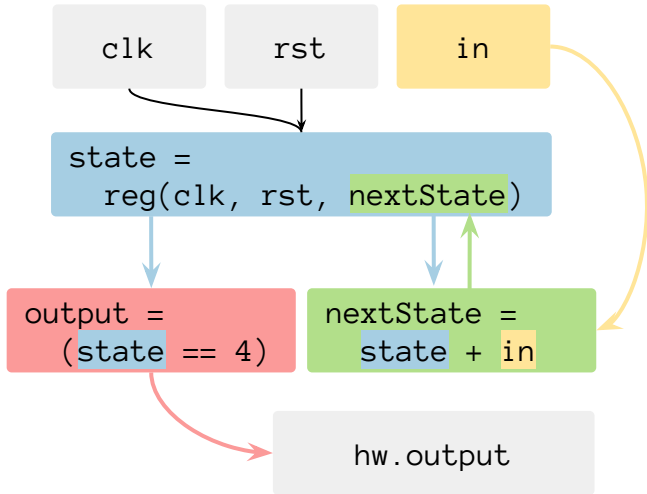 clk
rst
in
state =
reg(clk, rst, nextState)
output =
(state == 4)
nextState =
state + in
hw.output